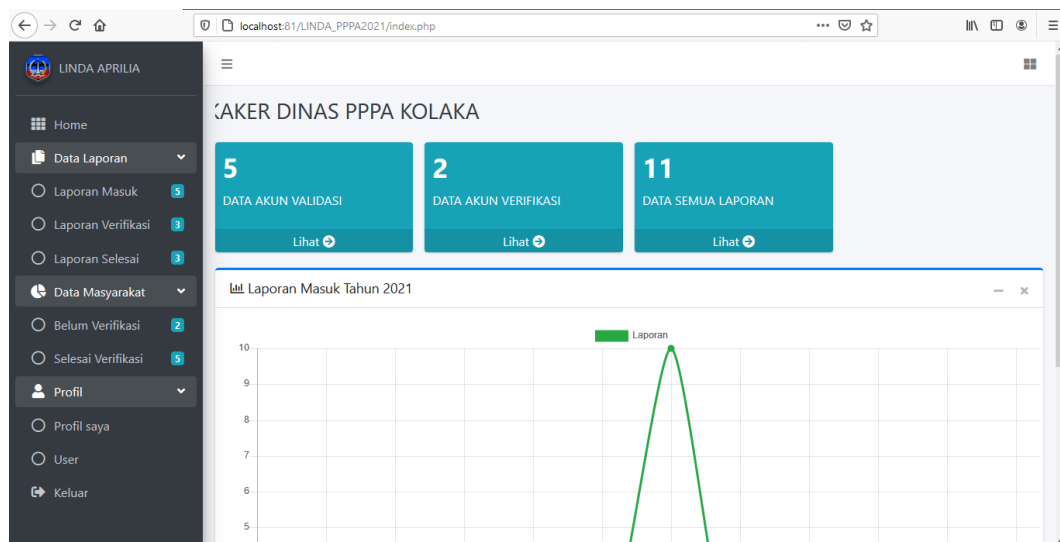 localhost:81/LINDA_PPPA2021/index.php
LINDA APRILIA
Home
Data Laporan
Laporan Masuk 5
Laporan Verifikasi 3
Laporan Selesai 3
Data Masyarakat
Belum Verifikasi 2
Selesai Verifikasi 5
Profil
Profil saya
User
Keluar
KAKER DINAS PPPA KOLAKA
5
DATA AKUN VALIDASI
Lihat
2
DATA AKUN VERIFIKASI
Lihat
11
DATA SEMUA LAPORAN
Lihat
Laporan Masuk Tahun 2021
Laporan
10
9
8
7
6
5